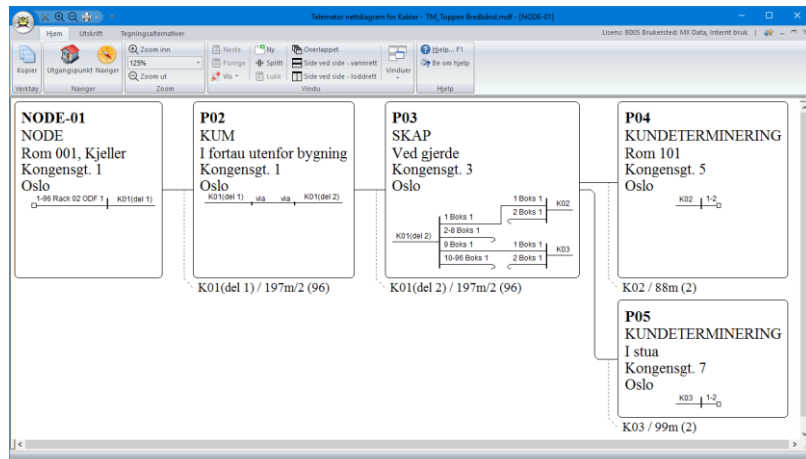 Telemator nettdiagram for Kabler - TM_Toppen Bredbånd.mdf - [NODE-01]
Hjem Utskrift Tegningsalternativer
Lisens: B005 Brukersted: MX Data, Internt bruk
Kopier
Utgangspunkt Naviger
Zoom inn
125%
Zoom ut
Neste
Forrige
Vis
Ny
Splitt
Lukk
Overlappet
Side ved side - vannrett
Side ved side - loddrett
Vinduer
Hjelp... F1
Be om hjelp
Verktøy Naviger Zoom Vindu Hjelp
NODE-01
NODE
Rom 001, Kjeller
Kongensgt. 1
Oslo
1-96 Rack 02 ODF 1 K01(del 1)
P02
KUM
I fortau utenfor bygning
Kongensgt. 1
Oslo
K01(del 1) via via K01(del 2)
K01(del 1) / 197m/2 (96)
P03
SKAP
Ved gjerde
Kongensgt. 3
Oslo
K01(del 2)
1 Boks 1
2-8 Boks 1
9 Boks 1
10-96 Boks 1
1 Boks 1
2 Boks 1
K02
1 Boks 1
2 Boks 1
K03
K01(del 2) / 197m/2 (96)
P04
KUNDETERMINERING
Rom 101
Kongensgt. 5
Oslo
K02 1-2
K02 / 88m (2)
P05
KUNDETERMINERING
I stua
Kongensgt. 7
Oslo
K03 1-2
K03 / 99m (2)